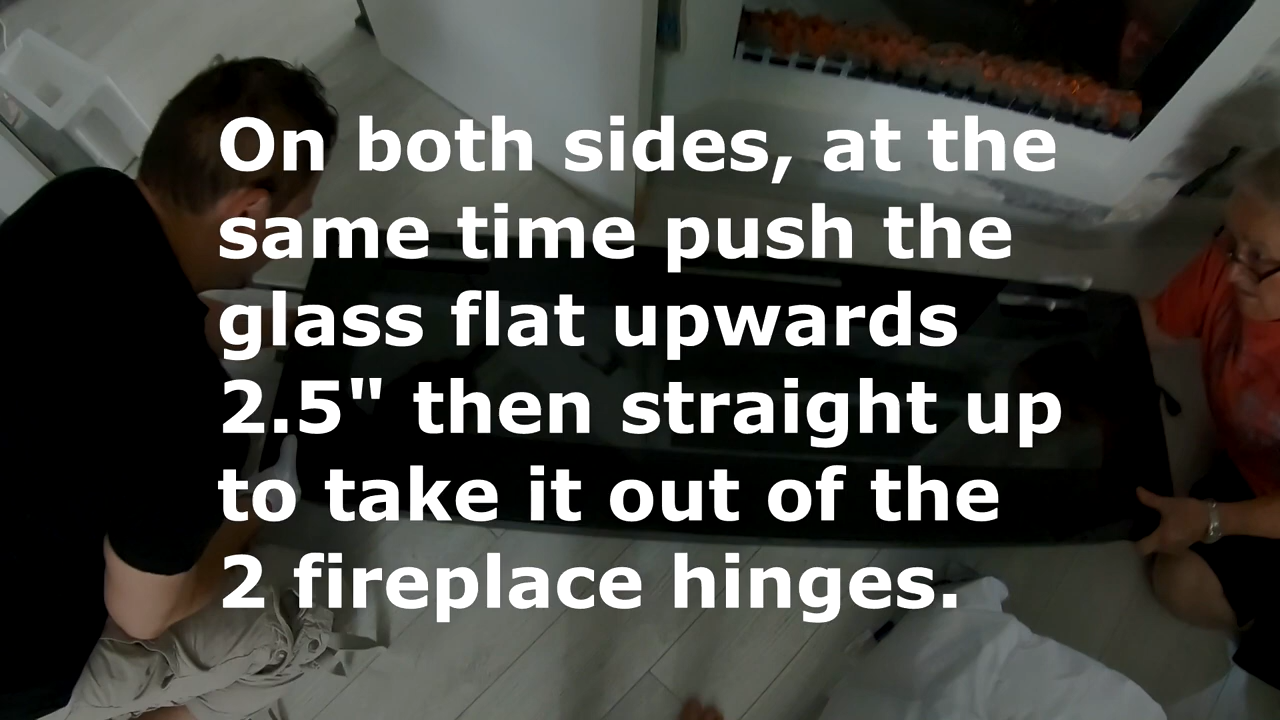 On both sides, at the
same time push the
glass flat upwards
2.5" then straight up
to take it out of the
2 fireplace hinges.